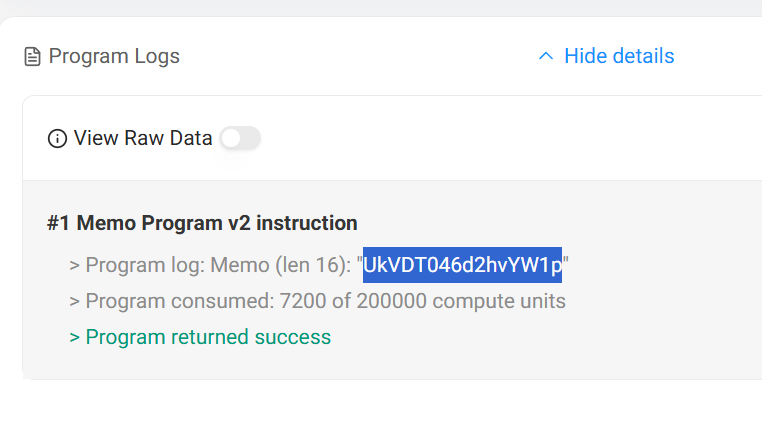 Program Logs
Hide details
View Raw Data
#1 Memo Program v2 instruction
> Program log: Memo (len 16): "UkVDT046d2hvYW1p"
> Program consumed: 7200 of 200000 compute units
> Program returned success